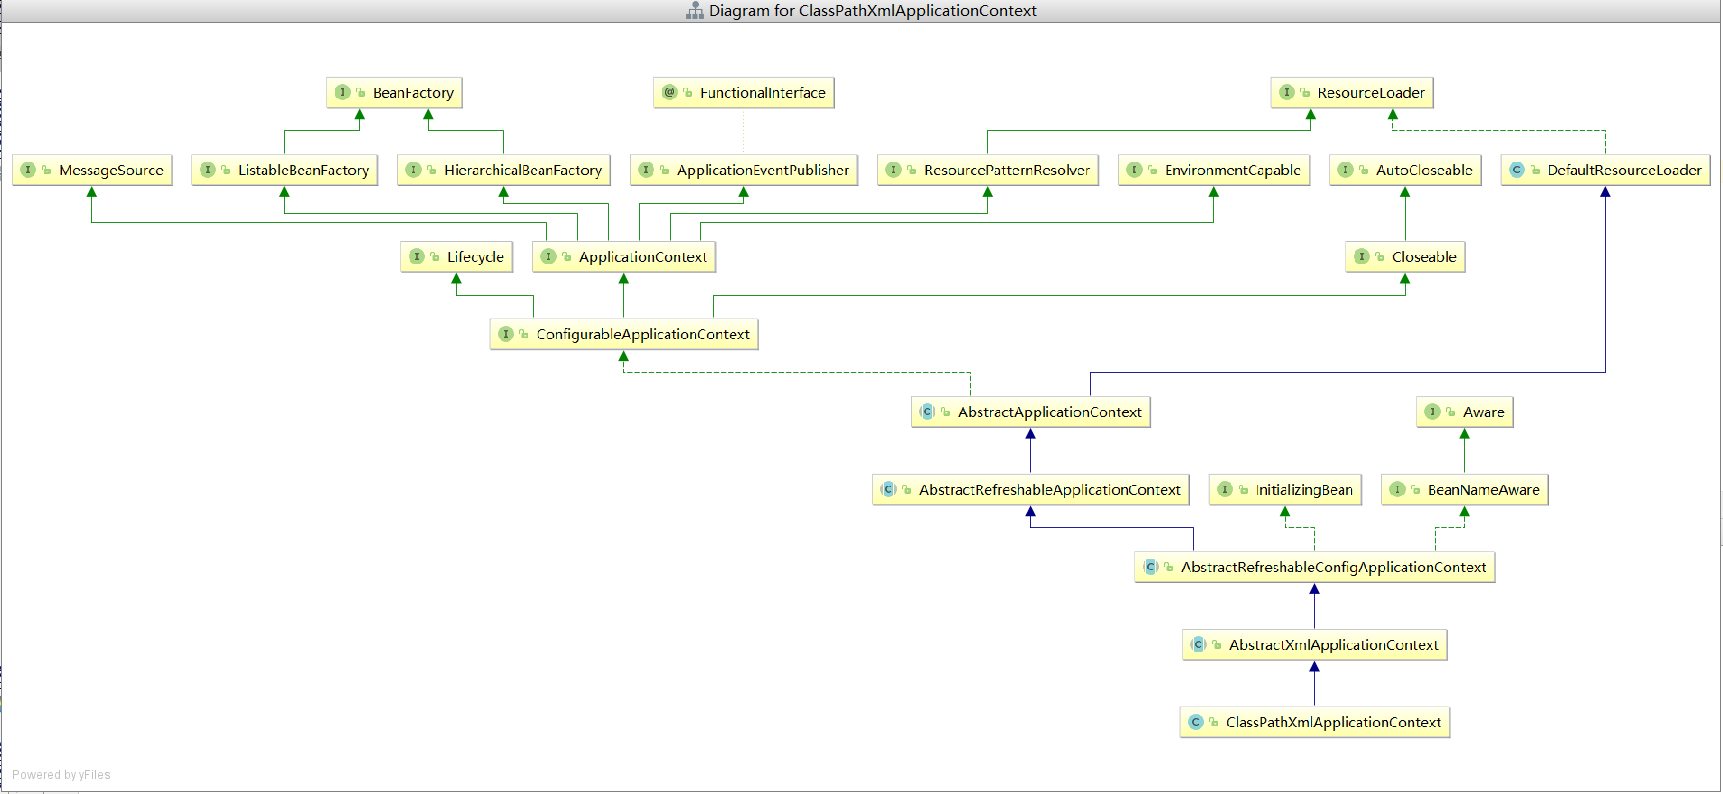 Diagram for ClassPathXmlApplicationContext
BeanFactory
FunctionalInterface
ResourceLoader
MessageSource
ListableBeanFactory
HierarchicalBeanFactory
ApplicationEventPublisher
ResourcePatternResolver
EnvironmentCapable
AutoCloseable
DefaultResourceLoader
Lifecycle
ApplicationContext
Closeable
ConfigurableApplicationContext
AbstractApplicationContext
Aware
AbstractRefreshableApplicationContext
InitializingBean
BeanNameAware
AbstractRefreshableConfigApplicationContext
AbstractXmlApplicationContext
ClassPathXmlApplicationContext
Powered by yFiles